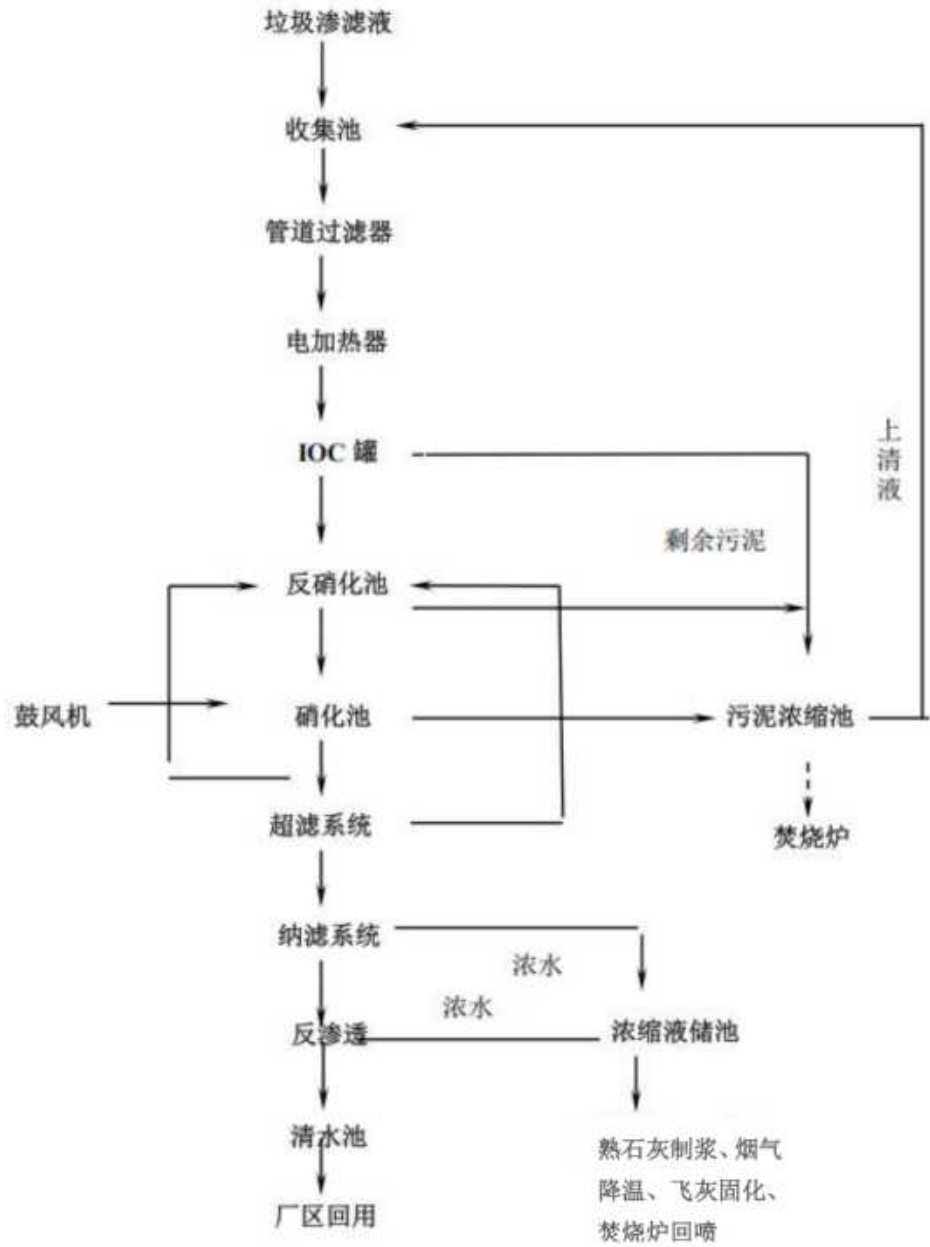 垃圾渗滤液
收集池
管道过滤器
电加热器
上清液
IOC 罐
剩余污泥
反硝化池
鼓风机
硝化池
污泥浓缩池
超滤系统
焚烧炉
纳滤系统
浓水
浓水
反渗透
浓缩液储池
清水池
熟石灰制浆、烟气
降温、飞灰固化、
焚烧炉回喷
厂区回用